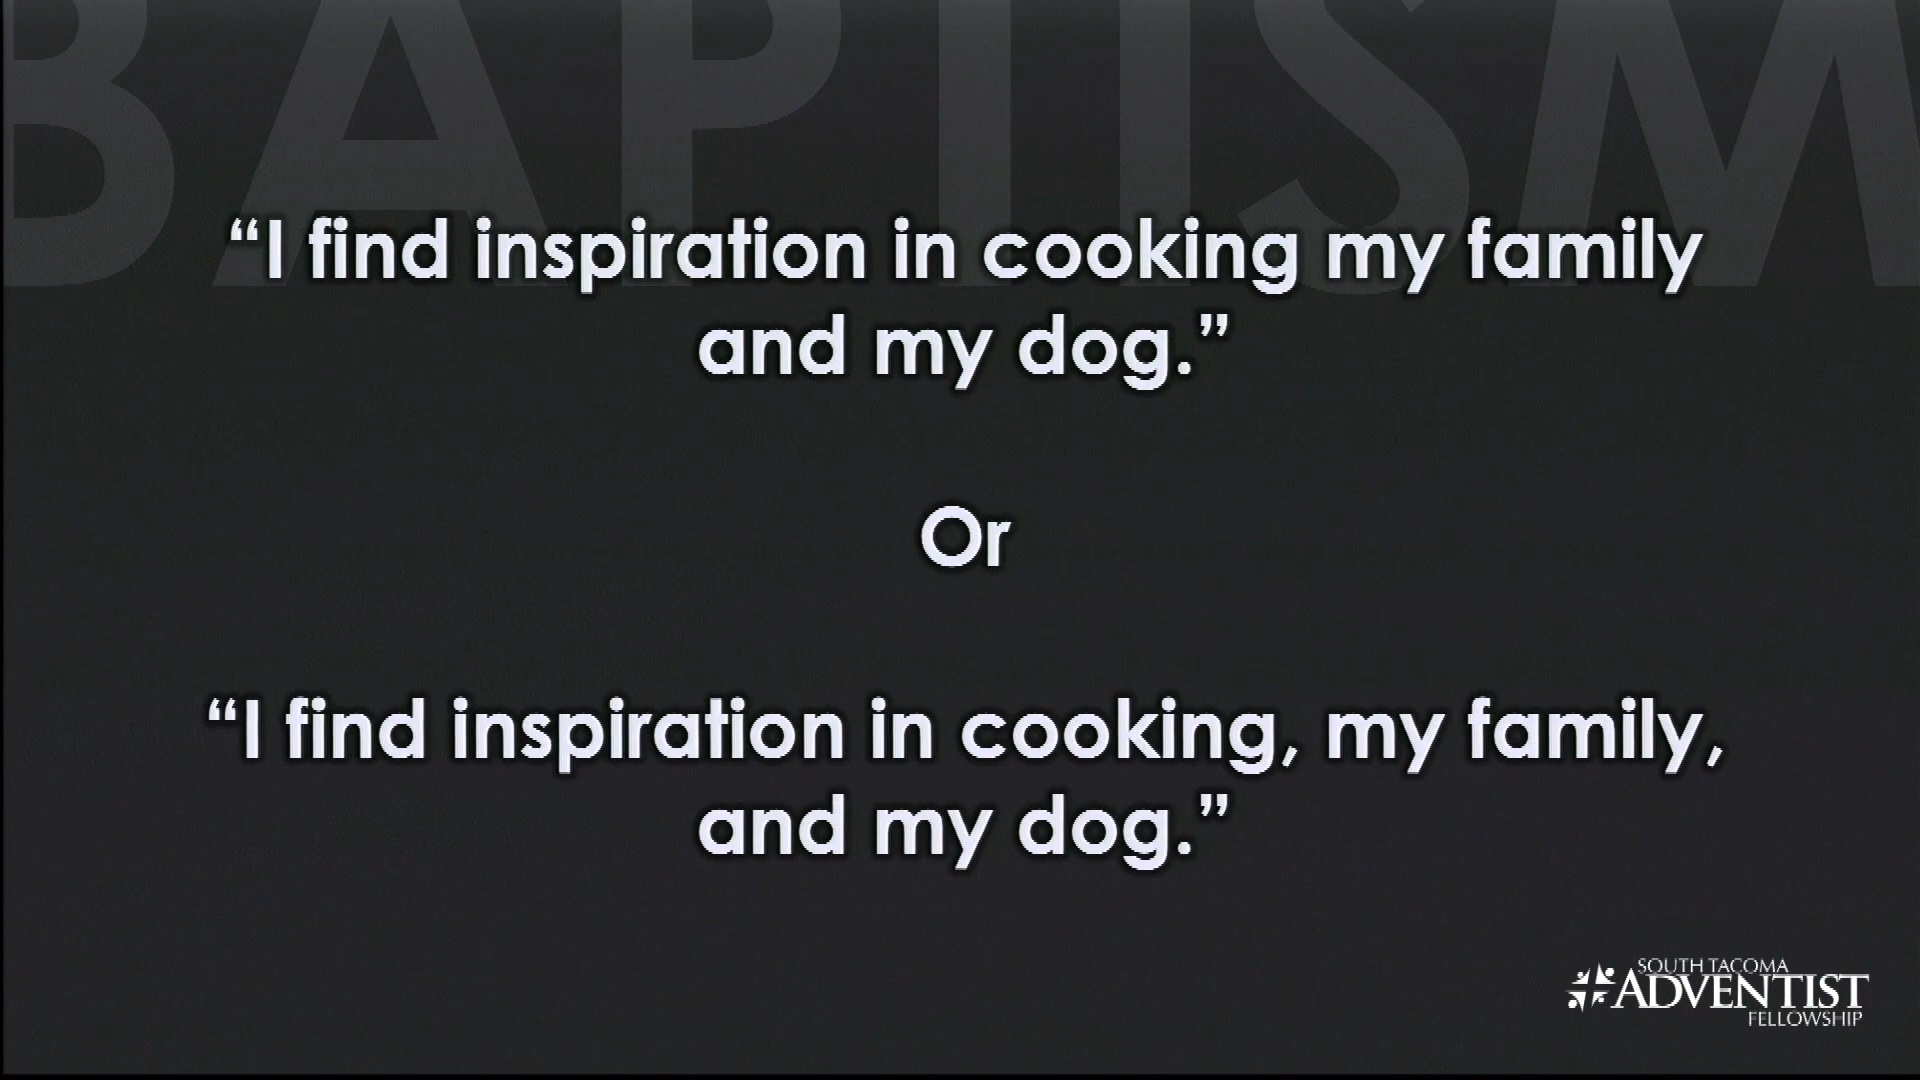 BAPTISM
“I find inspiration in cooking my family
and my dog.”
Or
“I find inspiration in cooking, my family,
and my dog.”
SOUTH TACOMA
ADVENTIST
FELLOWSHIP